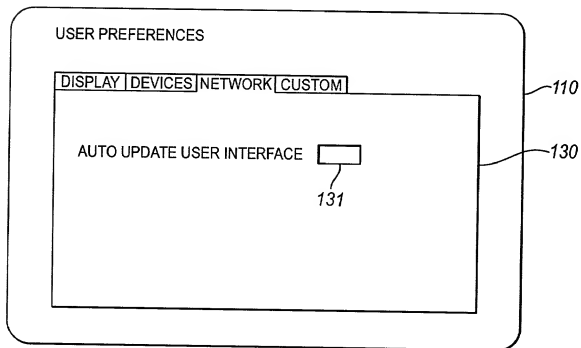 USER PREFERENCES
DISPLAY DEVICES NETWORK CUSTOM
110
AUTO UPDATE USER INTERFACE
130
131